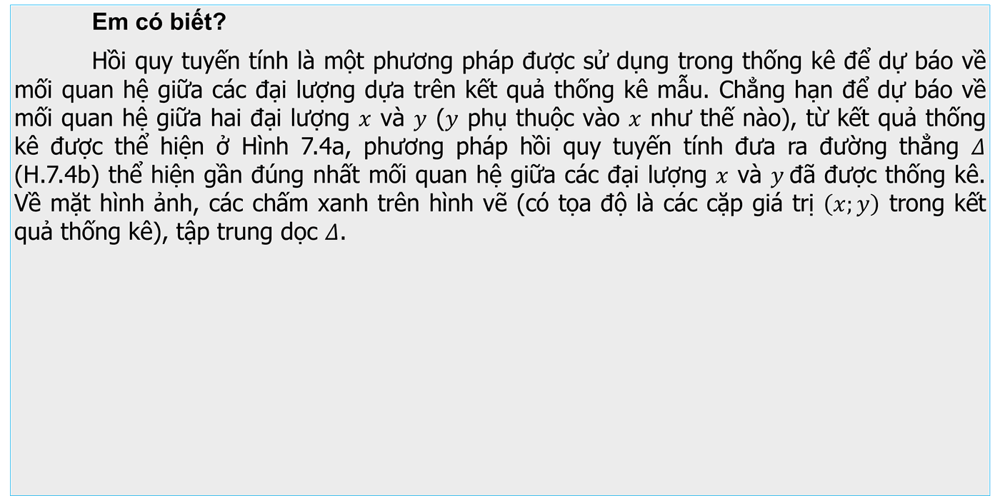 Em có biết?
Hồi quy tuyến tính là một phương pháp được sử dụng trong thống kê để dự báo về
mối quan hệ giữa các đại lượng dựa trên kết quả thống kê mẫu. Chẳng hạn để dự báo về
mối quan hệ giữa hai đại lượng x và y (y phụ thuộc vào x như thế nào), từ kết quả thống
kê được thể hiện ở Hình 7.4a, phương pháp hồi quy tuyến tính đưa ra đường thẳng Δ
(H.7.4b) thể hiện gần đúng nhất mối quan hệ giữa các đại lượng x và y đã được thống kê.
Về mặt hình ảnh, các chấm xanh trên hình vẽ (có tọa độ là các cặp giá trị (x; y) trong kết
quả thống kê), tập trung dọc Δ.